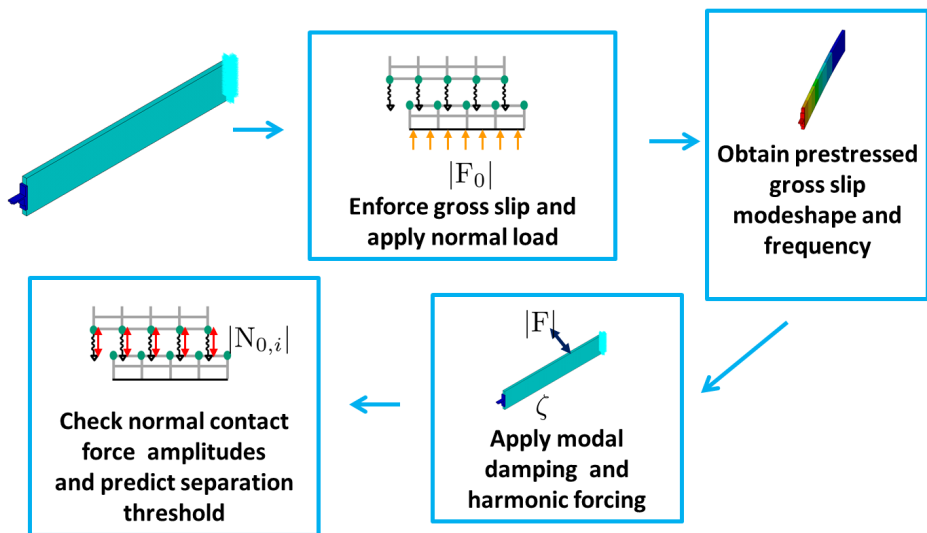 |F₀|
Enforce gross slip and
apply normal load
Obtain prestressed
gross slip
modeshape and
frequency
|F|
ζ
Apply modal
damping and
harmonic forcing
|N₀,ᵢ|
Check normal contact
force amplitudes
and predict separation
threshold